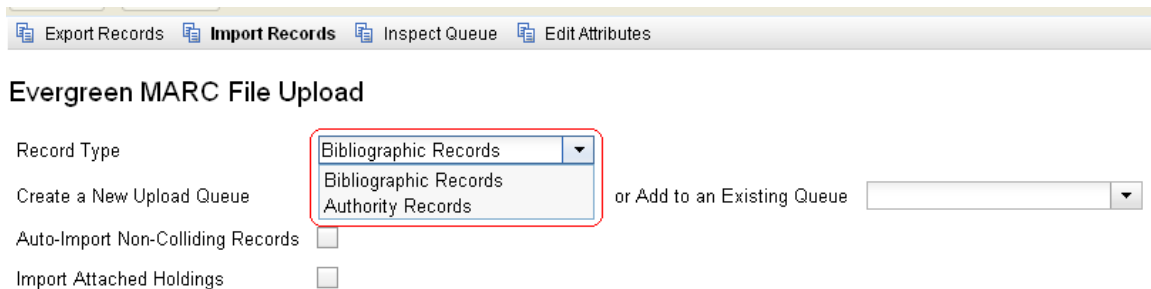 Export Records Import Records Inspect Queue Edit Attributes
Evergreen MARC File Upload
Record Type Bibliographic Records
Bibliographic Records
Create a New Upload Queue or Add to an Existing Queue
Authority Records
Auto-Import Non-Colliding Records
Import Attached Holdings